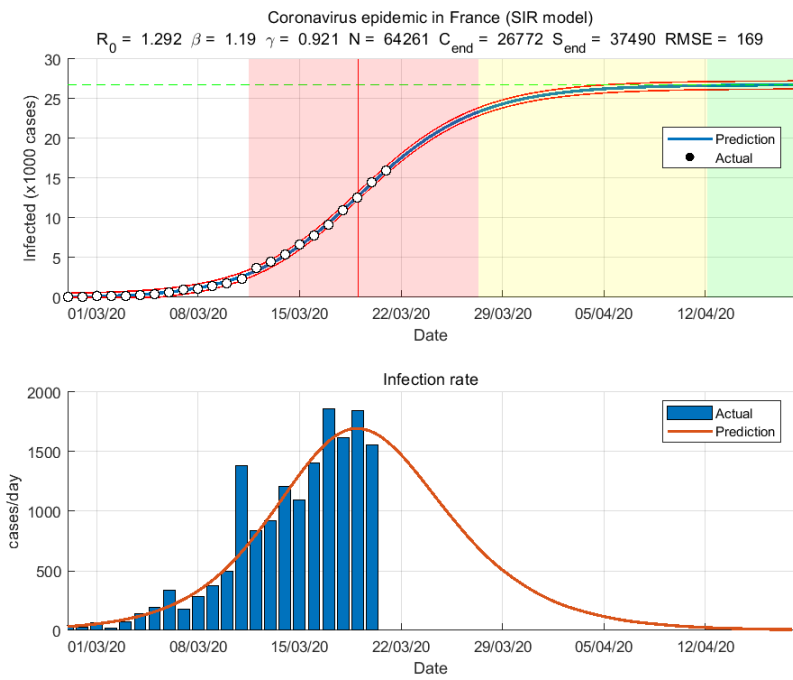 Coronavirus epidemic in France (SIR model)
R0 = 1.292 β = 1.19 γ = 0.921 N = 64261 Cend = 26772 Send = 37490 RMSE = 169
Infected (x1000 cases)
30
25
20
15
10
5
0
Prediction
Actual
01/03/20 08/03/20 15/03/20 22/03/20 29/03/20 05/04/20 12/04/20
Date
Infection rate
cases/day
2000
1500
1000
500
0
Actual
Prediction
01/03/20 08/03/20 15/03/20 22/03/20 29/03/20 05/04/20 12/04/20
Date